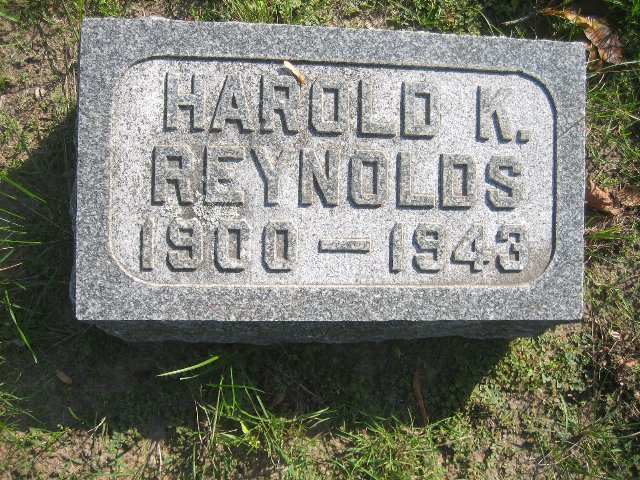 HAROLD K.
REYNOLDS
1900 – 1943